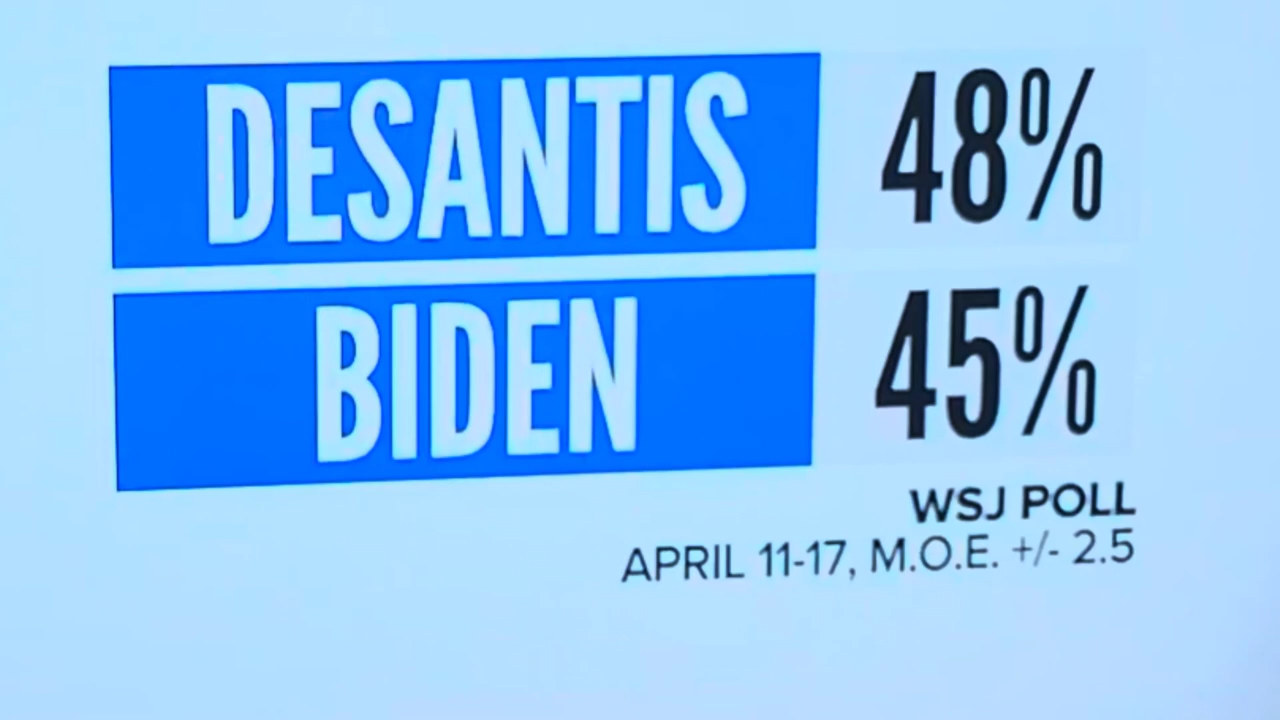 DESANTIS 48%
BIDEN 45%
WSJ POLL
APRIL 11-17, M.O.E. +/- 2.5